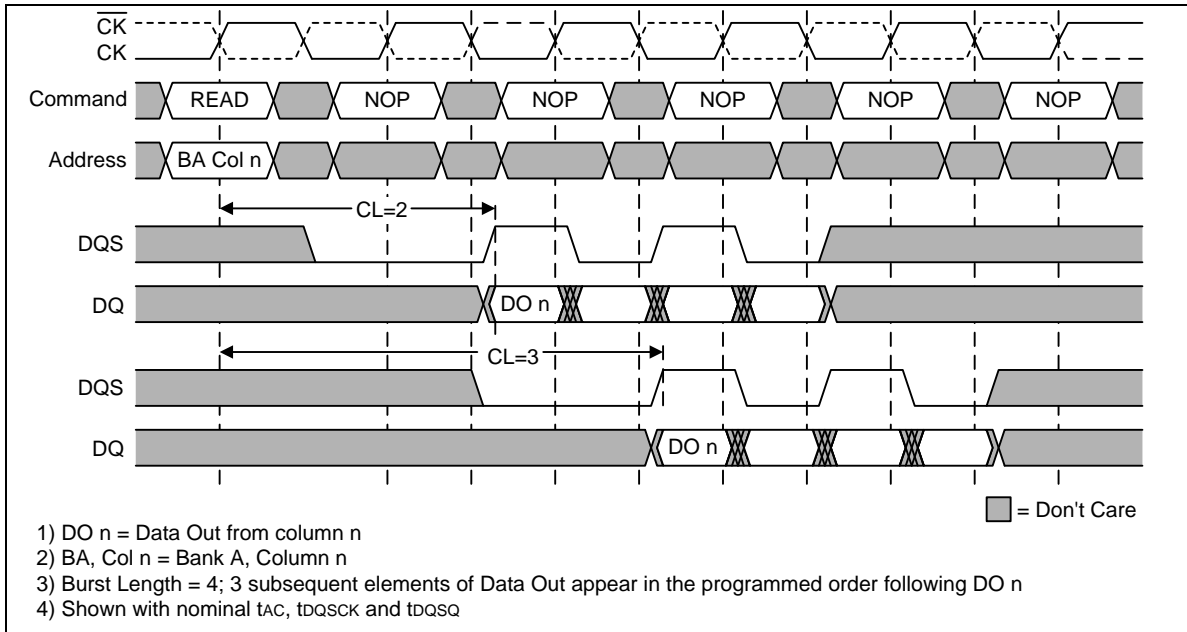 CK
CK
Command READ NOP NOP NOP NOP NOP
Address BA Col n
CL=2
DQS
DQ DO n
CL=3
DQS
DQ DO n
= Don't Care
1) DO n = Data Out from column n
2) BA, Col n = Bank A, Column n
3) Burst Length = 4; 3 subsequent elements of Data Out appear in the programmed order following DO n
4) Shown with nominal tAC, tDQSCK and tDQSQ